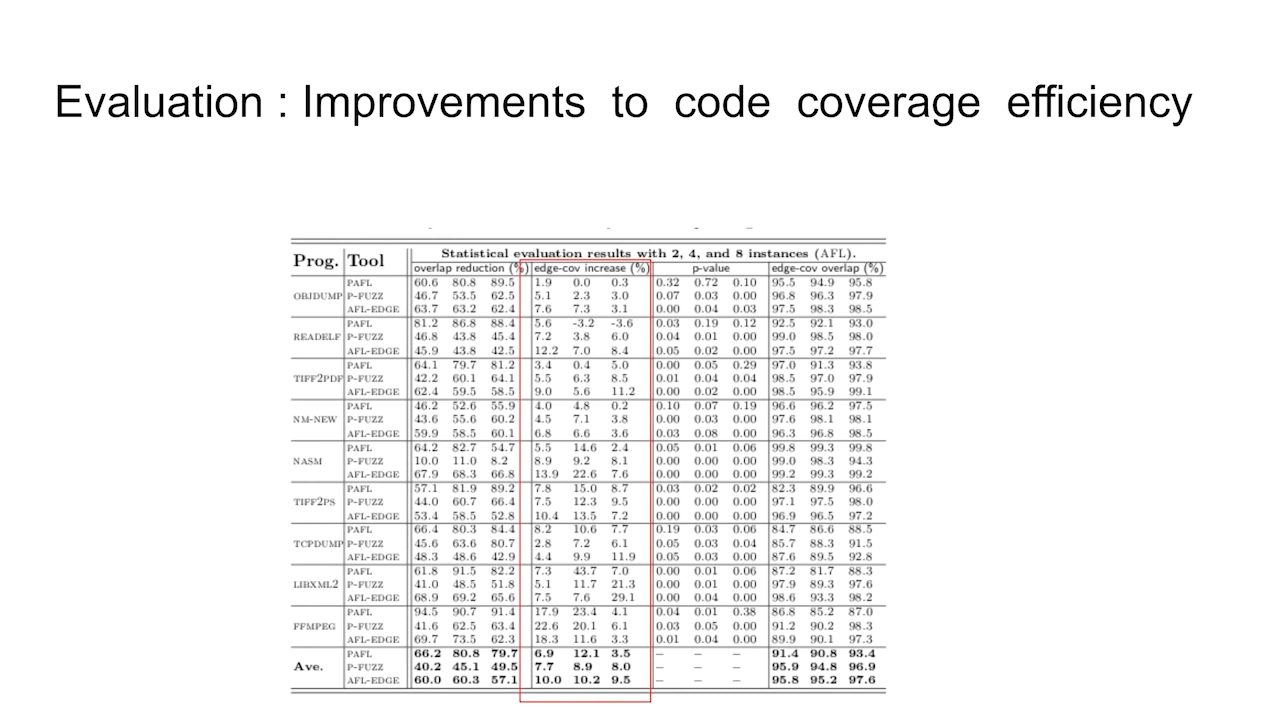 Evaluation : Improvements to code coverage efficiency
Prog. Tool Statistical evaluation results with 2, 4, and 8 instances (AFL).
overlap reduction (%) edge-cov increase (%) p-value edge-cov overlap (%)
PAFL 60.6 80.8 89.5 1.9 0.0 0.3 0.32 0.72 0.10 95.5 94.9 95.8
OBJDUMP P-FUZZ 46.7 53.5 62.5 5.1 2.3 3.0 0.07 0.03 0.00 96.8 96.3 97.9
AFL-EDGE 63.7 63.2 62.4 7.6 7.3 3.1 0.00 0.04 0.03 97.5 98.3 98.5
PAFL 81.2 86.8 88.4 5.6 -3.2 -3.6 0.03 0.19 0.12 92.5 92.1 93.0
READELF P-FUZZ 46.8 43.8 45.4 7.2 3.8 6.0 0.04 0.01 0.00 99.0 98.5 98.0
AFL-EDGE 45.9 43.8 42.5 12.2 7.0 8.4 0.05 0.02 0.00 97.5 97.2 97.7
PAFL 64.1 79.7 81.2 3.4 0.4 5.0 0.00 0.05 0.29 97.0 91.3 93.8
TIFF2PDF P-FUZZ 42.2 60.1 64.1 5.5 6.3 8.5 0.01 0.04 0.04 98.5 97.0 97.9
AFL-EDGE 62.4 59.5 58.5 9.0 5.6 11.2 0.00 0.02 0.00 98.5 95.9 99.1
PAFL 46.2 52.6 55.9 4.0 4.8 0.2 0.10 0.07 0.19 96.6 96.2 97.5
NM-NEW P-FUZZ 43.6 55.6 60.2 4.5 7.1 3.8 0.00 0.03 0.00 97.6 98.1 98.1
AFL-EDGE 59.9 58.5 60.1 6.8 6.6 3.6 0.03 0.08 0.00 96.3 96.8 98.5
PAFL 64.2 82.7 54.7 5.5 14.6 2.4 0.05 0.01 0.06 99.8 99.3 99.8
NASM P-FUZZ 10.0 11.0 8.2 8.9 9.2 8.1 0.00 0.00 0.00 99.0 98.3 94.3
AFL-EDGE 67.9 68.3 66.8 13.9 22.6 7.6 0.00 0.00 0.00 99.2 99.3 99.2
PAFL 57.1 81.9 89.2 7.8 15.0 8.7 0.03 0.02 0.02 82.3 89.9 96.6
TIFF2PS P-FUZZ 44.0 60.7 66.4 7.5 12.3 9.5 0.00 0.00 0.00 97.1 97.5 98.0
AFL-EDGE 53.4 58.5 52.8 10.4 13.5 7.2 0.00 0.00 0.00 96.9 96.5 97.2
PAFL 66.4 80.3 84.4 8.2 10.6 7.7 0.19 0.03 0.06 84.7 86.6 88.5
TCPDUMP P-FUZZ 45.6 63.6 80.7 2.8 7.2 6.1 0.05 0.03 0.04 85.7 88.3 91.5
AFL-EDGE 48.3 48.6 42.9 4.4 9.9 11.9 0.05 0.03 0.00 87.6 89.5 92.8
PAFL 61.8 91.5 82.2 7.3 43.7 7.0 0.00 0.01 0.06 87.2 81.7 88.3
LIBXML2 P-FUZZ 41.0 48.5 51.8 5.1 11.7 21.3 0.00 0.01 0.00 97.9 89.3 97.6
AFL-EDGE 68.9 69.2 65.6 7.5 7.6 29.1 0.00 0.04 0.00 98.6 93.3 98.2
PAFL 94.5 90.7 91.4 17.9 23.4 4.1 0.04 0.01 0.38 86.8 85.2 87.0
FFMPEG P-FUZZ 41.6 62.5 63.4 22.6 20.1 6.1 0.03 0.05 0.00 91.2 90.2 98.3
AFL-EDGE 69.7 73.5 62.3 18.3 11.6 3.3 0.01 0.04 0.00 89.9 90.1 97.3
PAFL 66.2 80.8 79.7 6.9 12.1 3.5 – – – 91.4 90.8 93.4
Ave. P-FUZZ 40.2 45.1 49.5 7.7 8.9 8.0 – – – 95.9 94.8 96.9
AFL-EDGE 60.0 60.3 57.1 10.0 10.2 9.5 – – – 95.8 95.2 97.6